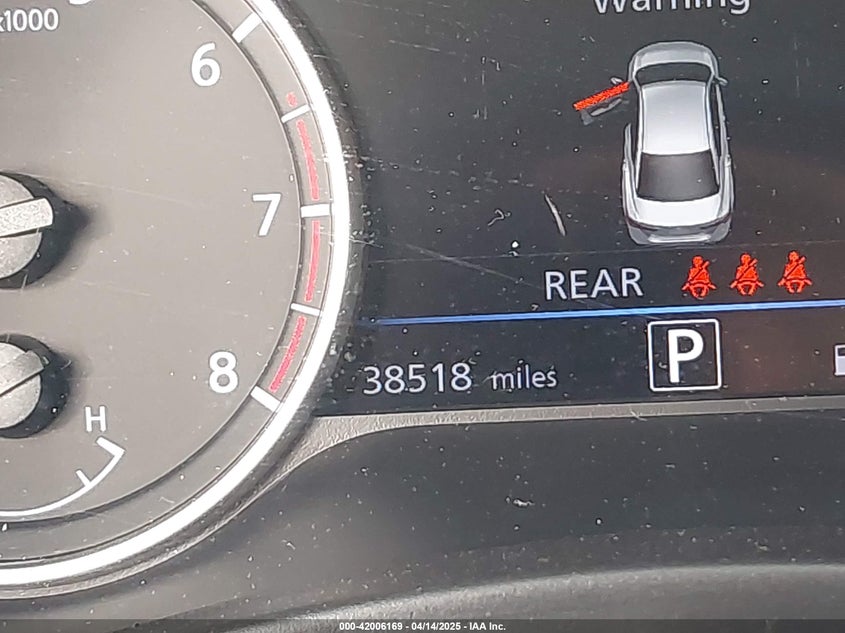 Warning
x1000
6
7
REAR
P
8
38518 miles
H
000-42006169 - 04/14/2025 - IAA Inc.